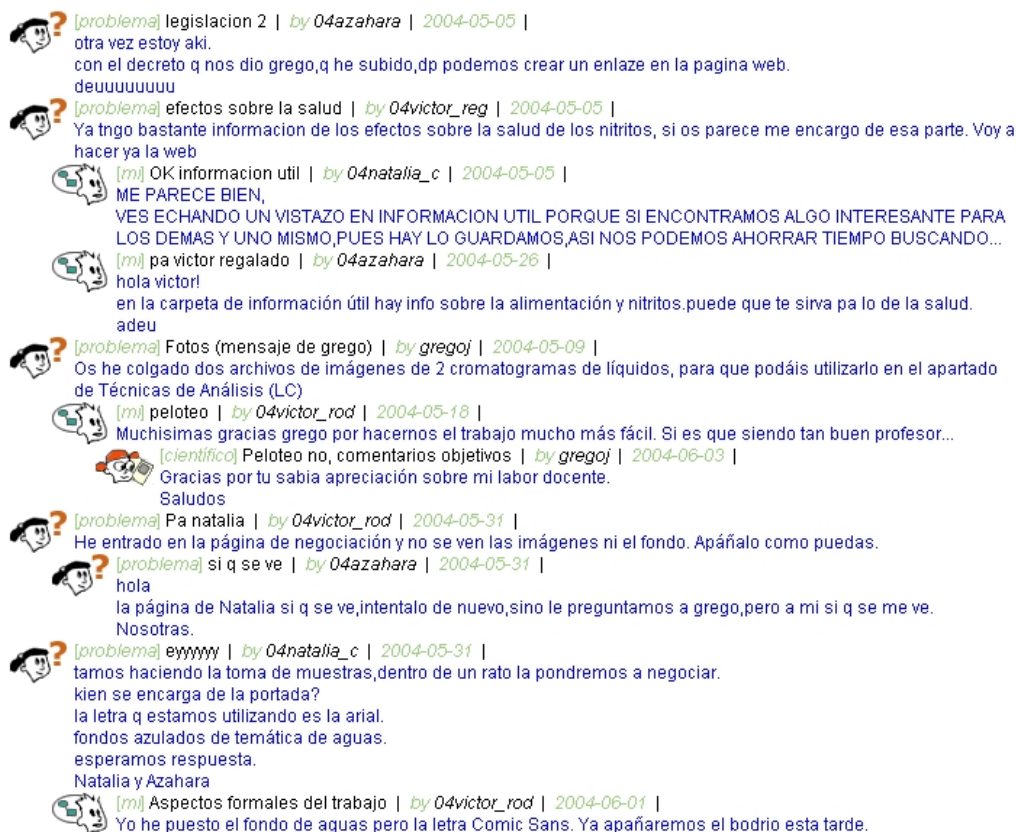 [problema] legislacion 2 | by 04azahara | 2004-05-05 |
otra vez estoy aki.
con el decreto q nos dio grego,q he subido,dp podemos crear un enlaze en la pagina web.
deuuuuuuuu
[problema] efectos sobre la salud | by 04victor_reg | 2004-05-05 |
Ya tngo bastante informacion de los efectos sobre la salud de los nitritos, si os parece me encargo de esa parte. Voy a
hacer ya la web
[mi] OK informacion util | by 04natalia_c | 2004-05-05 |
ME PARECE BIEN,
VES ECHANDO UN VISTAZO EN INFORMACION UTIL PORQUE SI ENCONTRAMOS ALGO INTERESANTE PARA
LOS DEMAS Y UNO MISMO,PUES HAY LO GUARDAMOS,ASI NOS PODEMOS AHORRAR TIEMPO BUSCANDO...
[mi] pa victor regalado | by 04azahara | 2004-05-26 |
hola victor!
en la carpeta de información útil hay info sobre la alimentación y nitritos.puede que te sirva pa lo de la salud.
adeu
[problema] Fotos (mensaje de grego) | by gregoj | 2004-05-09 |
Os he colgado dos archivos de imágenes de 2 cromatogramas de líquidos, para que podáis utilizarlo en el apartado
de Técnicas de Análisis (LC)
[mi] peloteo | by 04victor_rod | 2004-05-18 |
Muchisimas gracias grego por hacernos el trabajo mucho más fácil. Si es que siendo tan buen profesor...
[científico] Peloteo no, comentarios objetivos | by gregoj | 2004-06-03 |
Gracias por tu sabia apreciación sobre mi labor docente.
Saludos
[problema] Pa natalia | by 04victor_rod | 2004-05-31 |
He entrado en la página de negociación y no se ven las imágenes ni el fondo. Apáñalo como puedas.
[problema] si q se ve | by 04azahara | 2004-05-31 |
hola
la página de Natalia si q se ve,intentalo de nuevo,sino le preguntamos a grego,pero a mi si q se me ve.
Nosotras.
[problema] eyyyyyy | by 04natalia_c | 2004-05-31 |
tamos haciendo la toma de muestras,dentro de un rato la pondremos a negociar.
kien se encarga de la portada?
la letra q estamos utilizando es la arial.
fondos azulados de temática de aguas.
esperamos respuesta.
Natalia y Azahara
[mi] Aspectos formales del trabajo | by 04victor_rod | 2004-06-01 |
Yo he puesto el fondo de aguas pero la letra Comic Sans. Ya apañaremos el bodrio esta tarde.